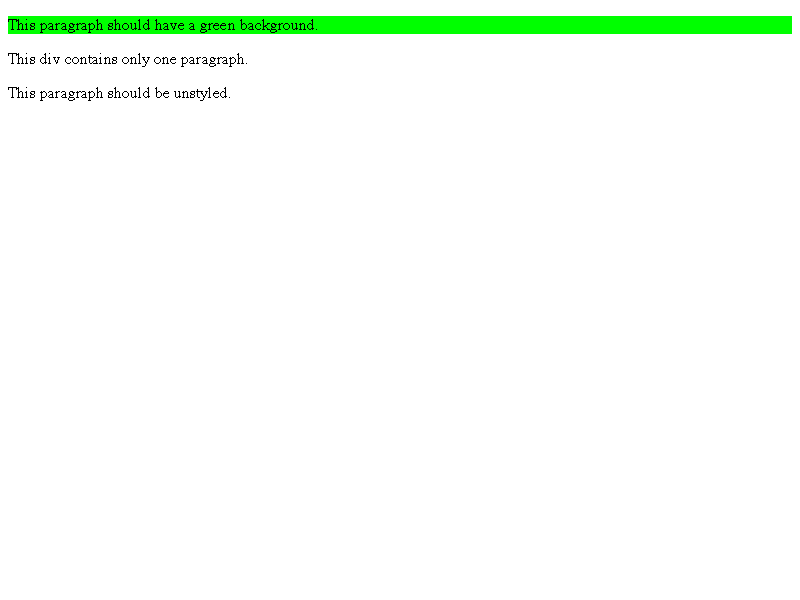 This paragraph should have a green background.
This div contains only one paragraph.
This paragraph should be unstyled.